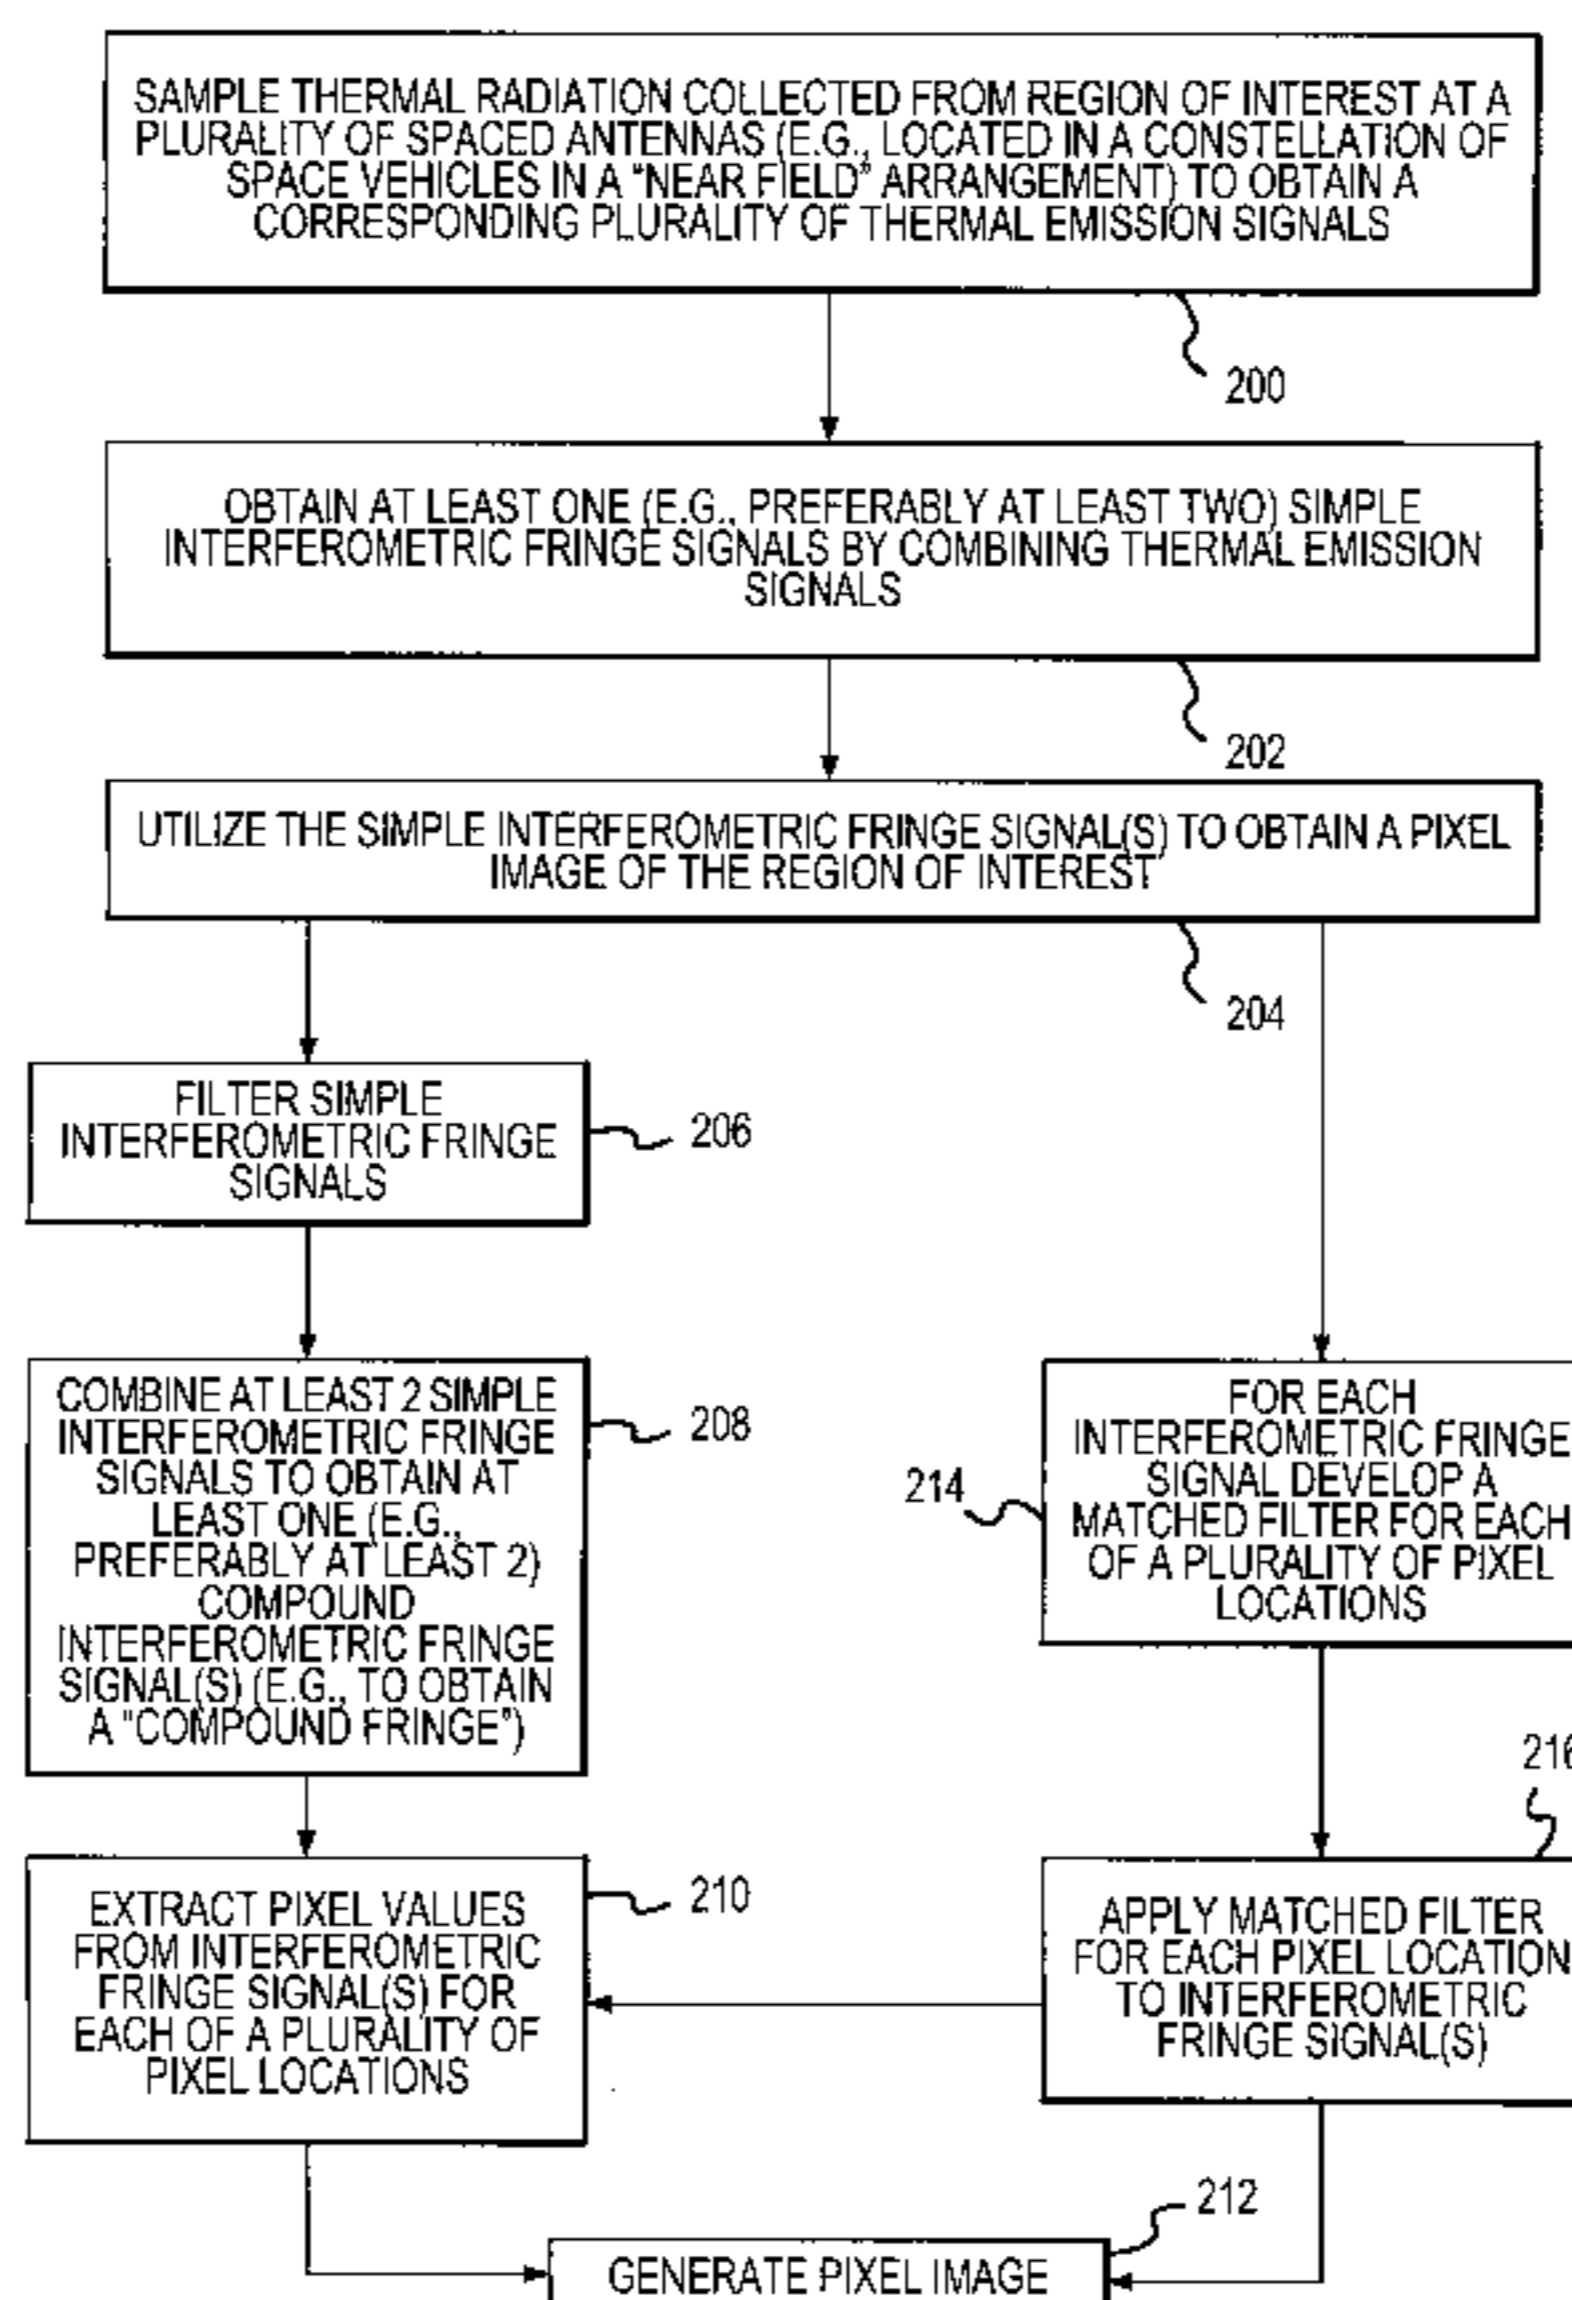 SAMPLE THERMAL RADIATION COLLECTED FROM REGION OF INTEREST AT A
PLURALITY OF SPACED ANTENNAS (E.G., LOCATED IN A CONSTELLATION OF
SPACE VEHICLES IN A "NEAR FIELD" ARRANGEMENT) TO OBTAIN A
CORRESPONDING PLURALITY OF THERMAL EMISSION SIGNALS
200
OBTAIN AT LEAST ONE (E.G., PREFERABLY AT LEAST TWO) SIMPLE
INTERFEROMETRIC FRINGE SIGNALS BY COMBINING THERMAL EMISSION
SIGNALS
202
UTILIZE THE SIMPLE INTERFEROMETRIC FRINGE SIGNAL(S) TO OBTAIN A PIXEL
IMAGE OF THE REGION OF INTEREST
204
FILTER SIMPLE
INTERFEROMETRIC FRINGE
SIGNALS
206
COMBINE AT LEAST 2 SIMPLE
INTERFEROMETRIC FRINGE
SIGNALS TO OBTAIN AT
LEAST ONE (E.G.,
PREFERABLY AT LEAST 2)
COMPOUND
INTERFEROMETRIC FRINGE
SIGNAL(S) (E.G., TO OBTAIN
A "COMPOUND FRINGE")
208
214
FOR EACH
INTERFEROMETRIC FRINGE
SIGNAL DEVELOP A
MATCHED FILTER FOR EACH
OF A PLURALITY OF PIXEL
LOCATIONS
216
EXTRACT PIXEL VALUES
FROM INTERFEROMETRIC
FRINGE SIGNAL(S) FOR
EACH OF A PLURALITY OF
PIXEL LOCATIONS
210
APPLY MATCHED FILTER
FOR EACH PIXEL LOCATION
TO INTERFEROMETRIC
FRINGE SIGNAL(S)
212
GENERATE PIXEL IMAGE